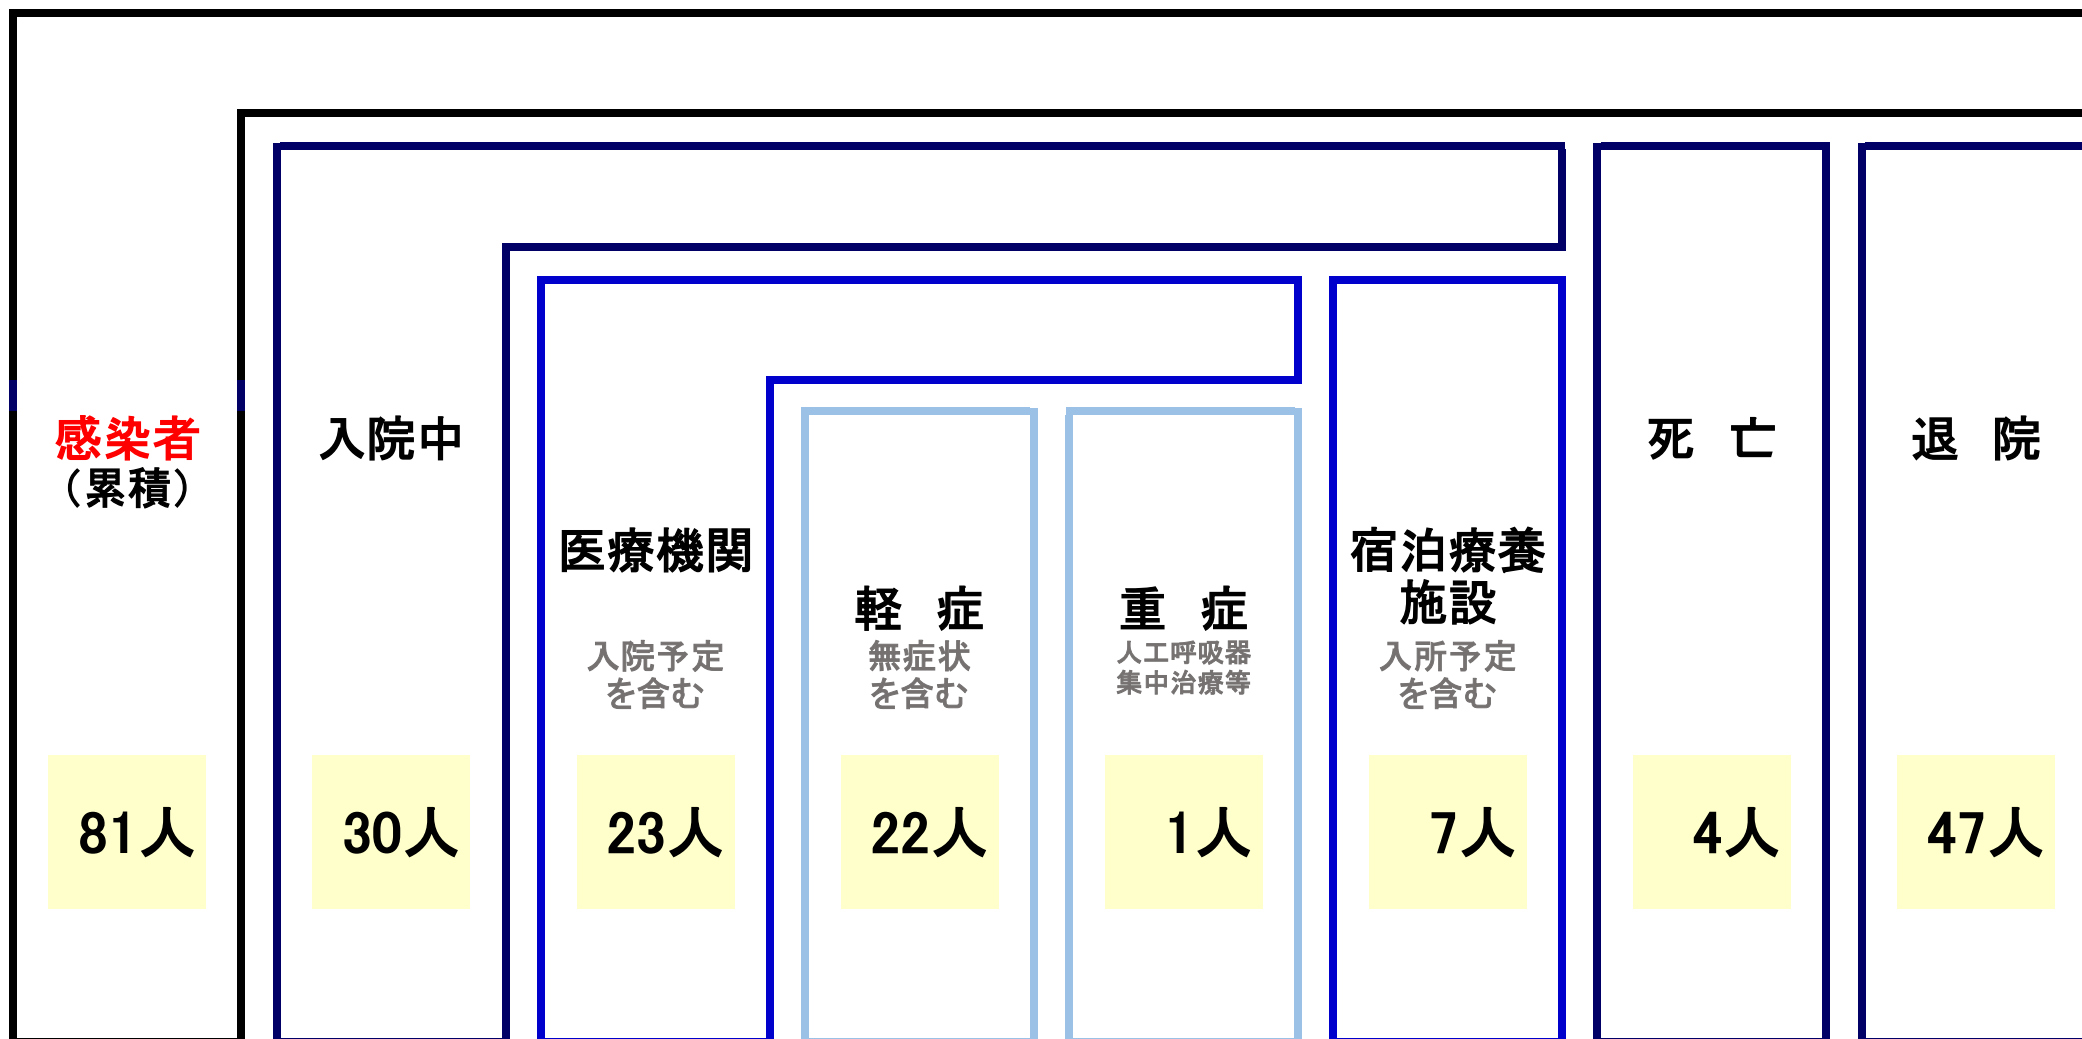 感染者
（累積）
81人
入院中
30人
医療機関
入院予定
を含む
23人
軽 症
無症状
を含む
22人
重 症
人工呼吸器
集中治療等
1人
宿泊療養
施設
入所予定
を含む
7人
死 亡
4人
退 院
47人